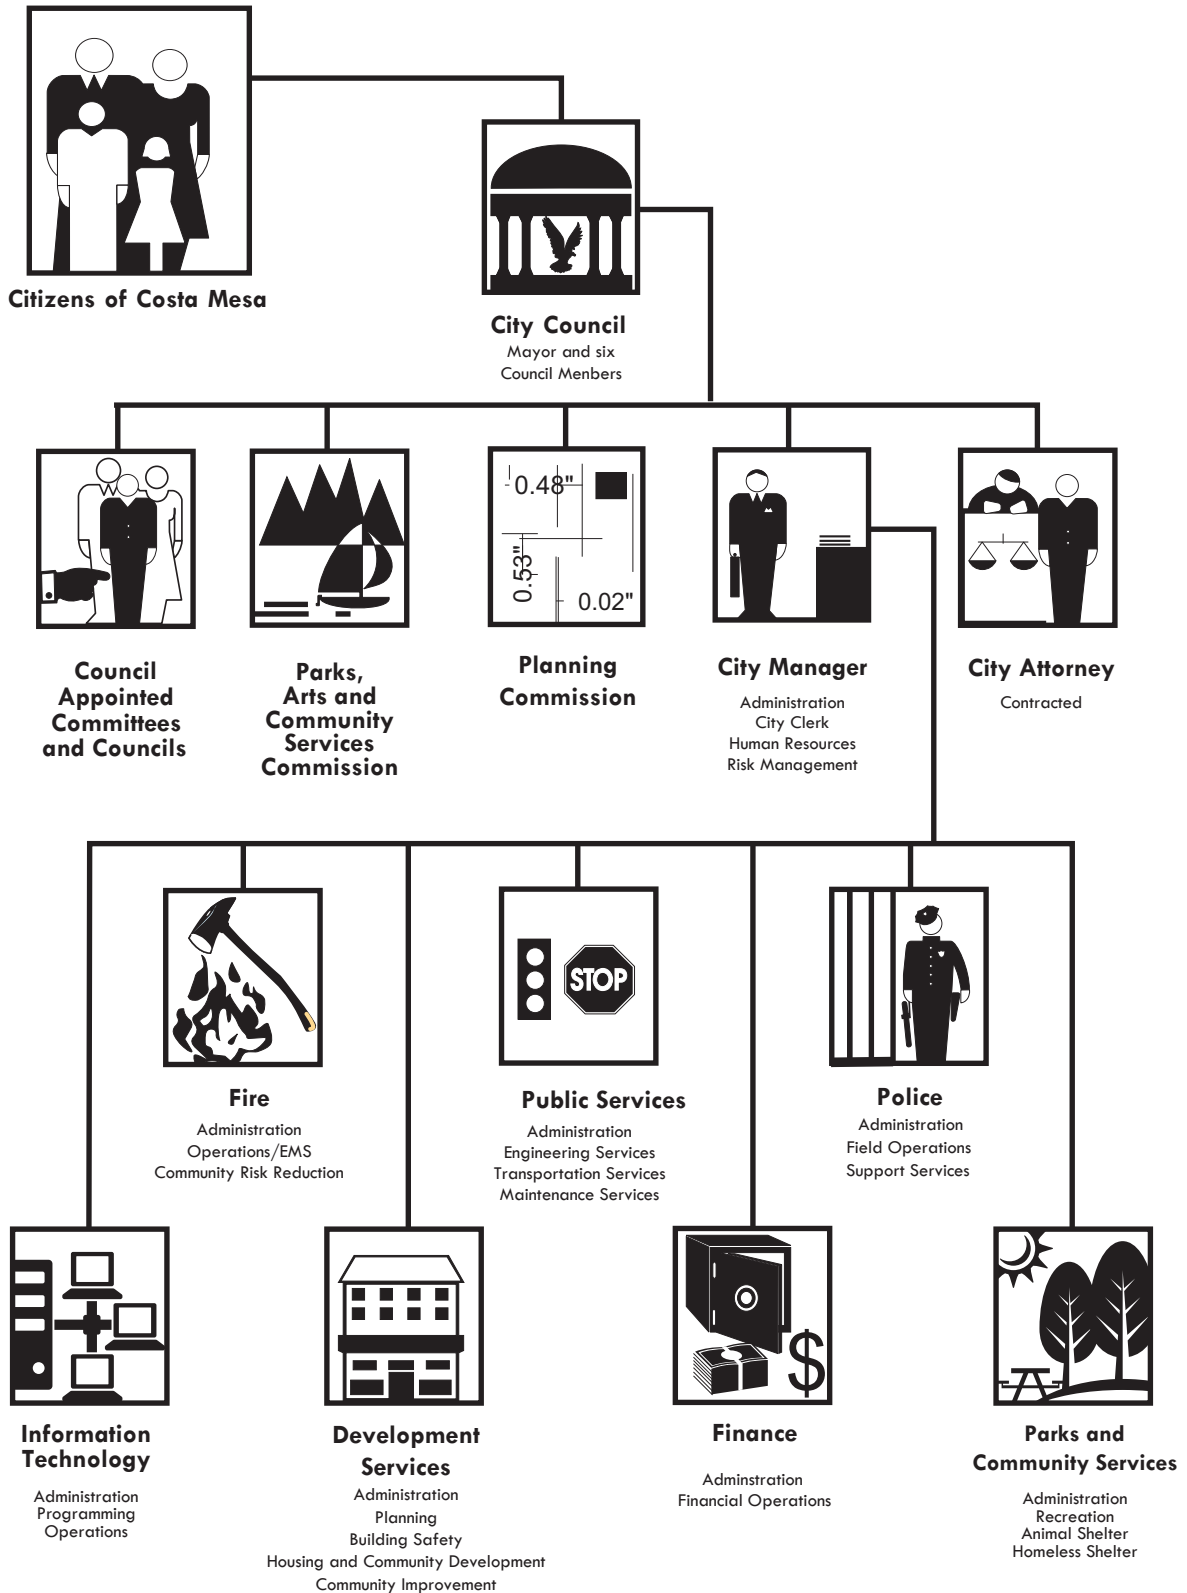 Citizens of Costa Mesa
City Council
Mayor and six
Council Menbers
0.48"
0.53"
0.02"
Council
Appointed
Committees
and Councils
Parks,
Arts and
Community
Services
Commission
Planning
Commission
City Manager
Administration
City Clerk
Human Resources
Risk Management
City Attorney
Contracted
STOP
Fire
Administration
Operations/EMS
Community Risk Reduction
Public Services
Administration
Engineering Services
Transportation Services
Maintenance Services
Police
Administration
Field Operations
Support Services
$
Information
Technology
Administration
Programming
Operations
Development
Services
Administration
Planning
Building Safety
Housing and Community Development
Community Improvement
Finance
Adminstration
Financial Operations
Parks and
Community Services
Administration
Recreation
Animal Shelter
Homeless Shelter